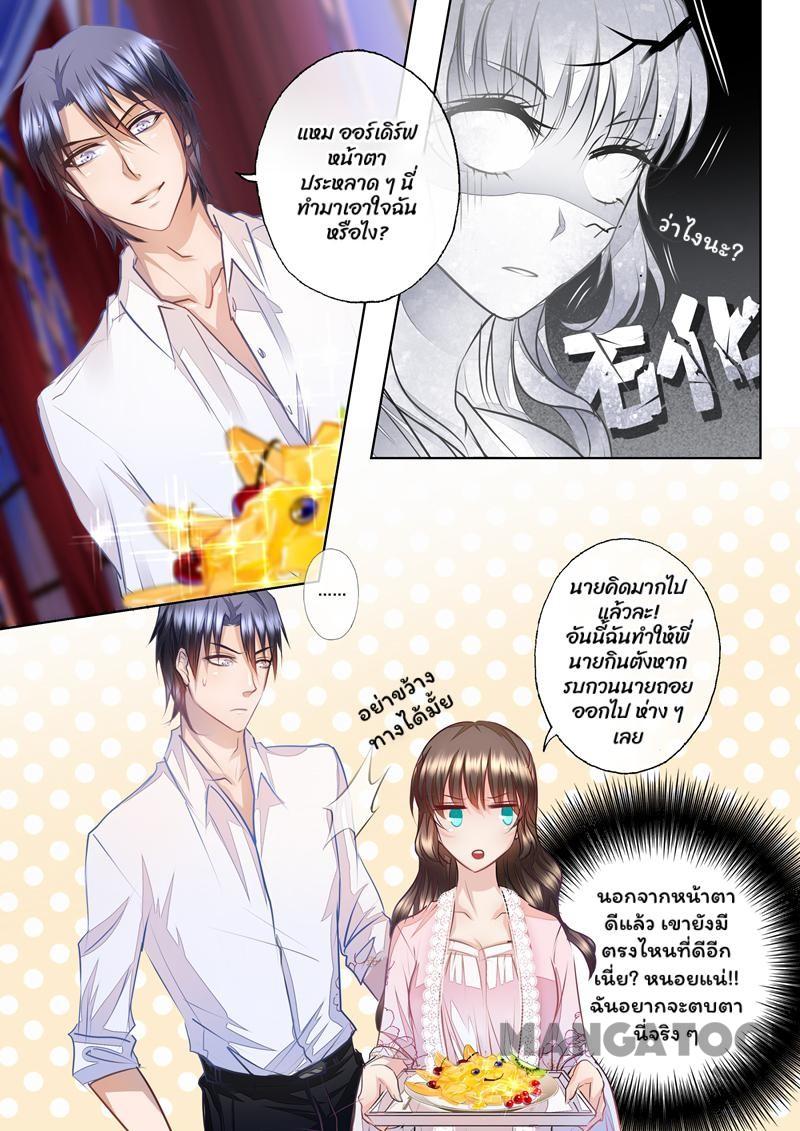 แหม ออร์เดิร์ฟ
หน้าตา
ประหลาด ๆ นี่
ทำมาเอาใจฉัน
หรือไง?
ว่าไงนะ?
石化
......
นายคิดมากไป
แล้วละ!
อันนี้ฉันทำให้พี่
นายกินตังหาก
รบกวนนายถอย
ออกไป ห่าง ๆ
เลย
อย่าขว้าง
ทางได้มั้ย
นอกจากหน้าตา
ดีแล้ว เขายังมี
ตรงไหนที่ดีอีก
เนี่ย? หนอยแน่!!
ฉันอยากจะตบตา
นี่จริง ๆ
MANGATOON